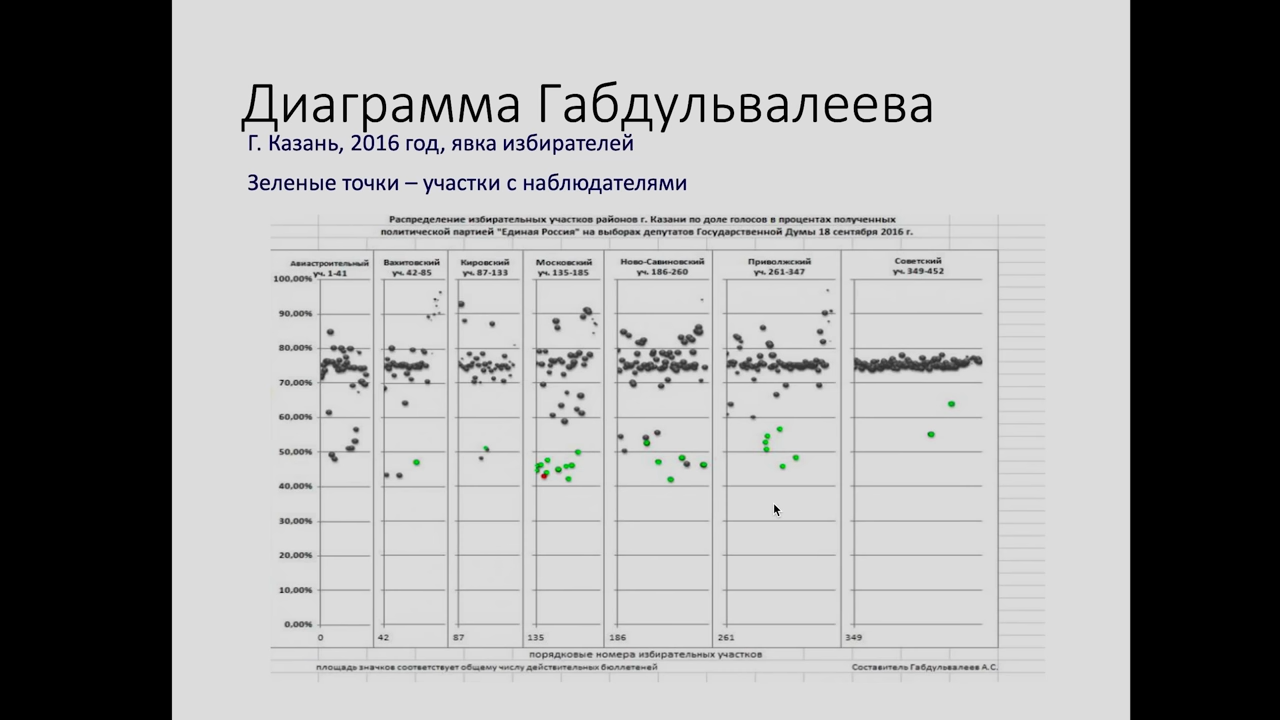 Диаграмма Габдульвалеева
Г. Казань, 2016 год, явка избирателей
Зеленые точки – участки с наблюдателями
Распределение избирательных участков районов г. Казани по доле голосов в процентах полученных
политической партией "Единая Россия" на выборах депутатов Государственной Думы 18 сентября 2016 г.
Авиастроительный Вахитовский Кировский Московский Ново-Савиновский Приволжский Советский
уч. 1-41 уч. 42-85 уч. 87-133 уч. 135-185 уч. 186-260 уч. 261-347 уч. 349-452
100,00%
90,00%
80,00%
70,00%
60,00%
50,00%
40,00%
30,00%
20,00%
10,00%
0,00%
0 42 87 135 186 261 349
порядковые номера избирательных участков
площадь значков соответствует общему числу действительных бюллетеней Составитель Габдульвалеев А.С.